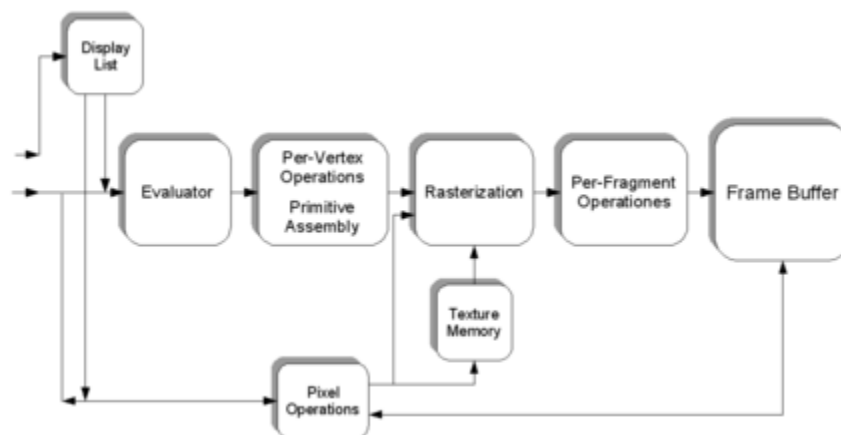 Display
List
Evaluator
Per-Vertex
Operations
Primitive
Assembly
Rasterization
Per-Fragment
Operationes
Frame Buffer
Texture
Memory
Pixel
Operations